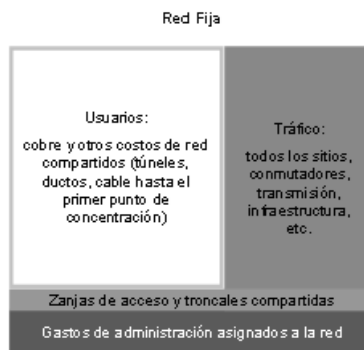 Red Fija
Usuarios:
cobre y otros costos de red
compartidos (túneles,
ductos, cable hasta el
primer punto de
concentración)
Tráfico:
todos los sitios,
conmutadores,
transmisión,
infraestructura,
etc.
Zanjas de acceso y troncales compartidas
Gastos de administración asignados a la red